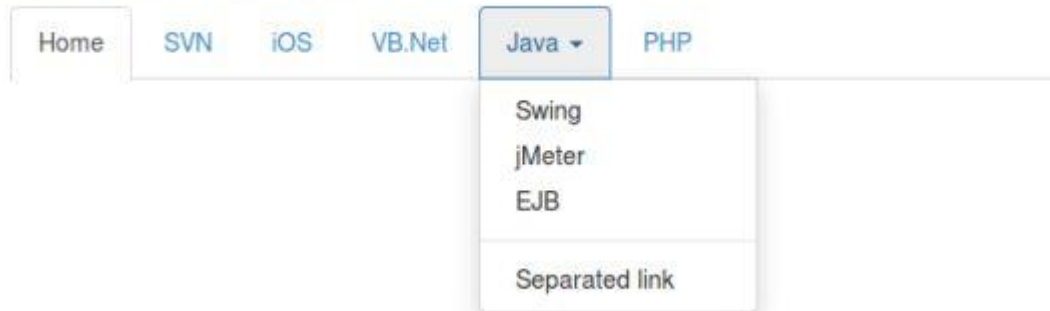 Home SVN iOS VB.Net Java PHP
Swing
jMeter
EJB
Separated link